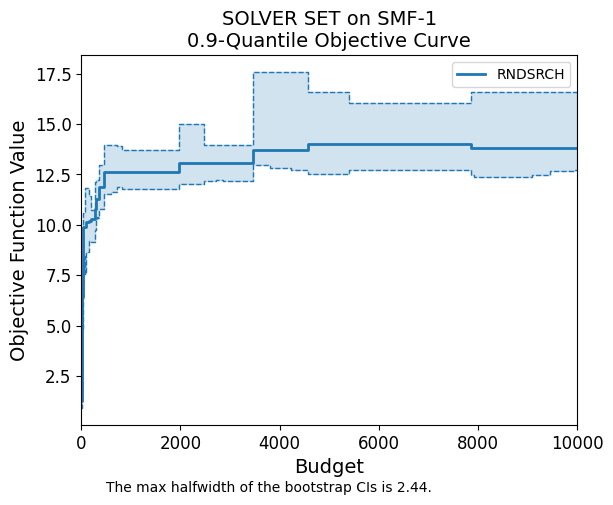 SOLVER SET on SMF-1
0.9-Quantile Objective Curve
RNDSRCH
Objective Function Value
17.5
15.0
12.5
10.0
7.5
5.0
2.5
0 2000 4000 6000 8000 10000
Budget
The max halfwidth of the bootstrap CIs is 2.44.